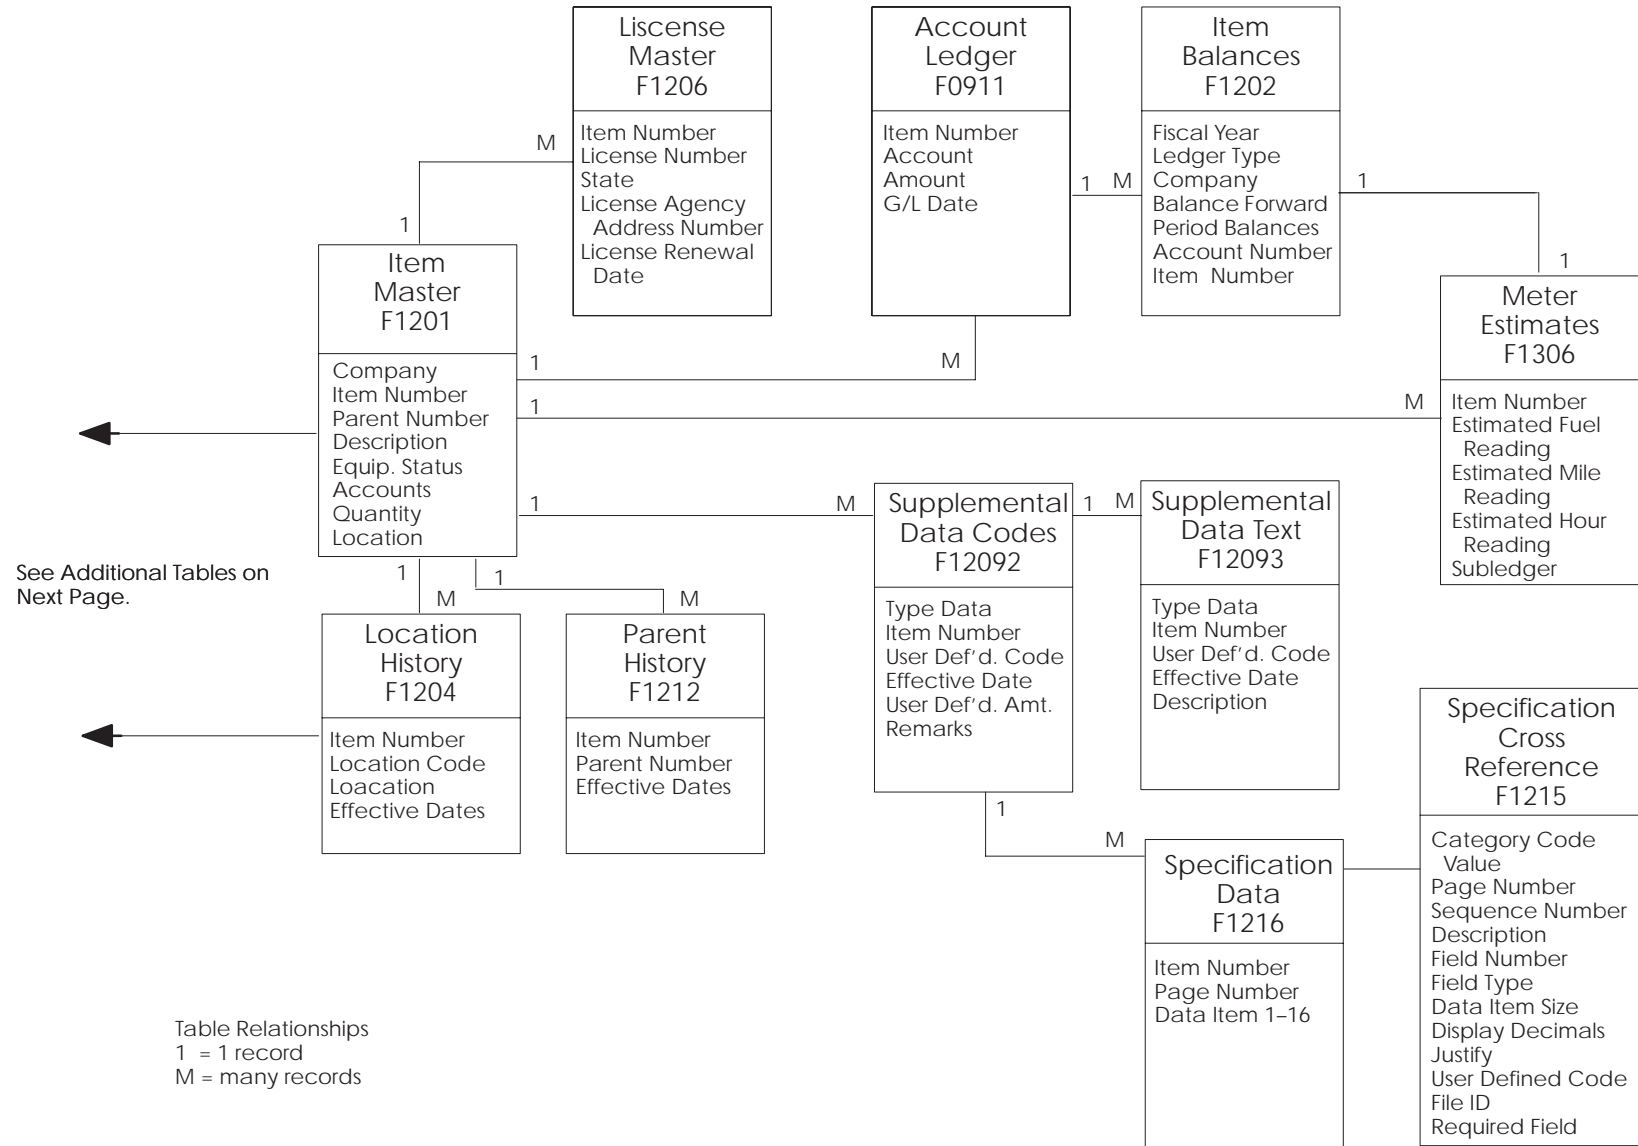 Liscense
Master
F1206
Item Number
License Number
State
License Agency
Address Number
License Renewal
Date
Account
Ledger
F0911
Item Number
Account
Amount
G/L Date
Item
Balances
F1202
Fiscal Year
Ledger Type
Company
Balance Forward
Period Balances
Account Number
Item Number
M
1
1
M
1
1
Item
Master
F1201
Company
Item Number
Parent Number
Description
Equip. Status
Accounts
Quantity
Location
1
M
1
M
1
M
Meter
Estimates
F1306
Item Number
Estimated Fuel
Reading
Estimated Mile
Reading
Estimated Hour
Reading
Subledger
Supplemental
Data Codes
F12092
Type Data
Item Number
User Def'd. Code
Effective Date
User Def'd. Amt.
Remarks
1
M
Supplemental
Data Text
F12093
Type Data
Item Number
User Def'd. Code
Effective Date
Description
See Additional Tables on
Next Page.
1
M
1
M
Location
History
F1204
Item Number
Location Code
Loacation
Effective Dates
Parent
History
F1212
Item Number
Parent Number
Effective Dates
1
M
Specification
Data
F1216
Item Number
Page Number
Data Item 1–16
Specification
Cross
Reference
F1215
Category Code
Value
Page Number
Sequence Number
Description
Field Number
Field Type
Data Item Size
Display Decimals
Justify
User Defined Code
File ID
Required Field
Table Relationships
1 = 1 record
M = many records